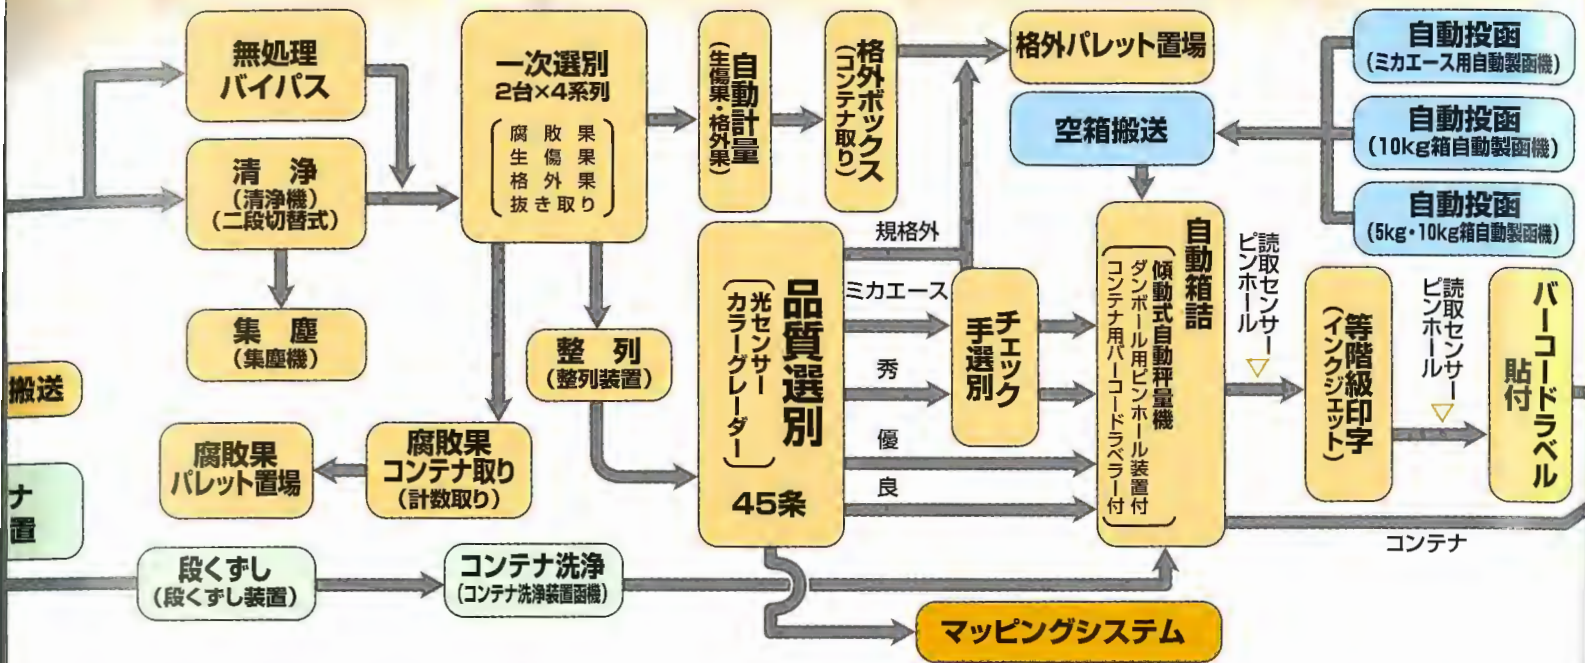 無処理
バイパス
清 浄
(清浄機)
(二段切替式)
集 塵
(集塵機)
搬送
ナ
置
一次選別
2台×4系列
腐敗果
生傷果
格外果
抜き取り
自動計量
(生傷果・格外果)
格外ボックス
(コンテナ取り)
格外パレット置場
空箱搬送
自動投函
(ミカエース用自動製函機)
自動投函
(10kg箱自動製函機)
自動投函
(5kg・10kg箱自動製函機)
整 列
(整列装置)
腐敗果
コンテナ取り
(計数取り)
腐敗果
パレット置場
品質選別
(光センサー
カラーグレーダー)
45条
規格外
ミカエース
秀
優
良
チェック
手選別
自動箱詰
(傾動式自動秤量機
ダンボール用ピンホール装置付
コンテナ用バーコードラベラー付)
読取センサー
ピンホール
等階級印字
(インクジェット)
読取センサー
ピンホール
バーコードラベル
貼付
コンテナ
段くずし
(段くずし装置)
コンテナ洗浄
(コンテナ洗浄装置函機)
マッピングシステム